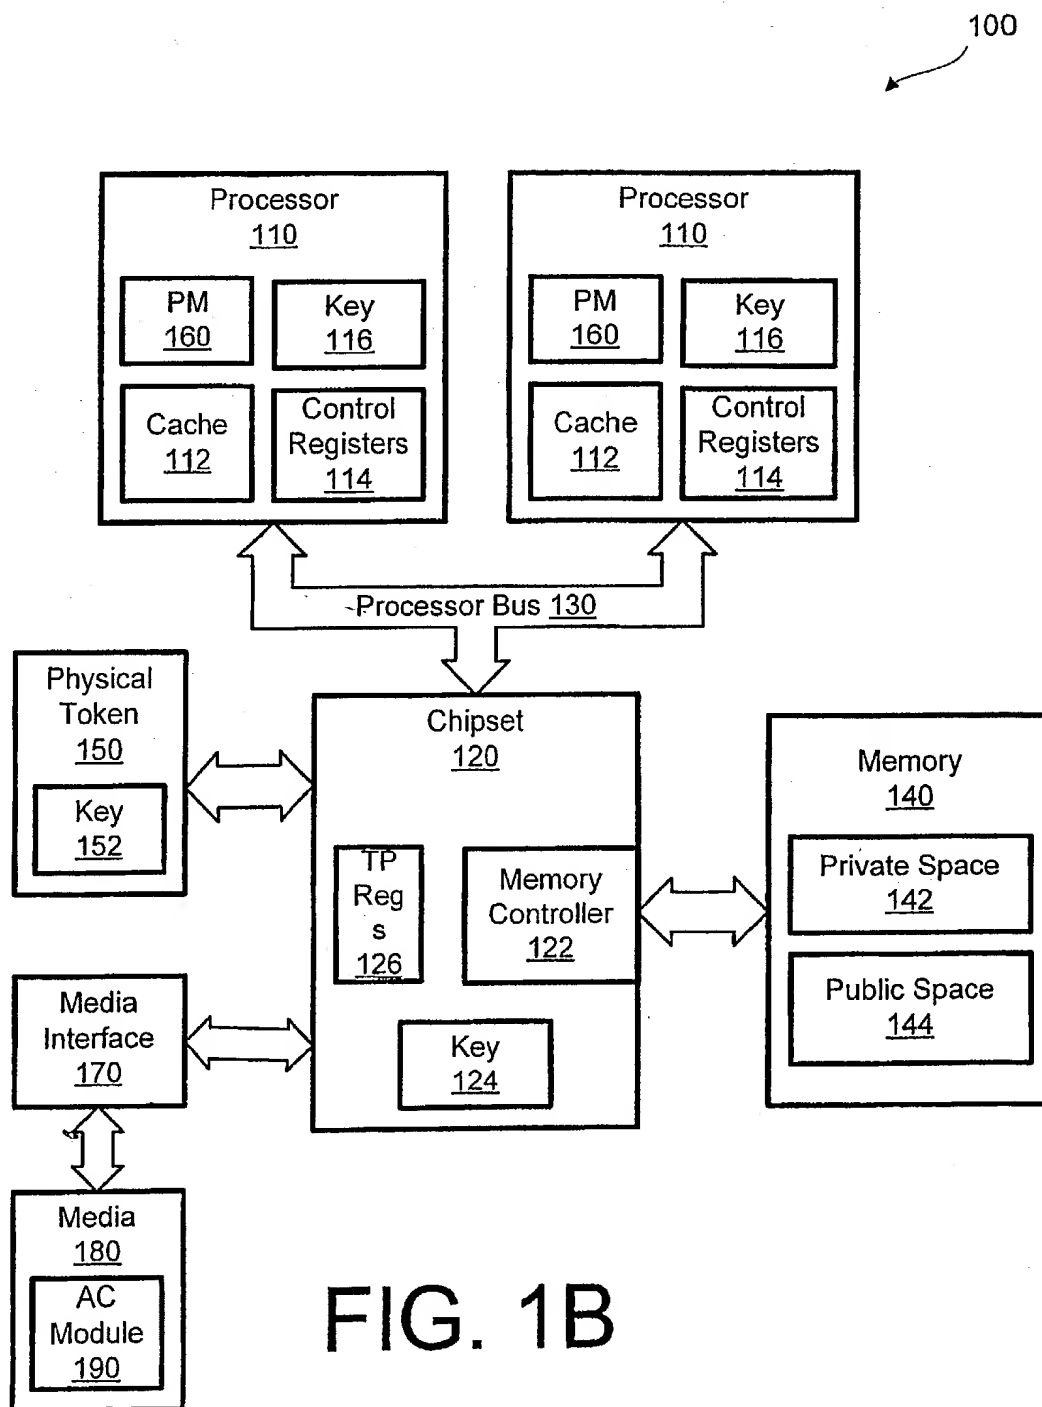 100
Processor
110
PM
160
Key
116
Cache
112
Control
Registers
114
Processor
110
PM
160
Key
116
Cache
112
Control
Registers
114
Processor Bus 130
Physical
Token
150
Key
152
Chipset
120
TP
Reg
s
126
Memory
Controller
122
Key
124
Memory
140
Private Space
142
Public Space
144
Media
Interface
170
Media
180
AC
Module
190
FIG. 1B